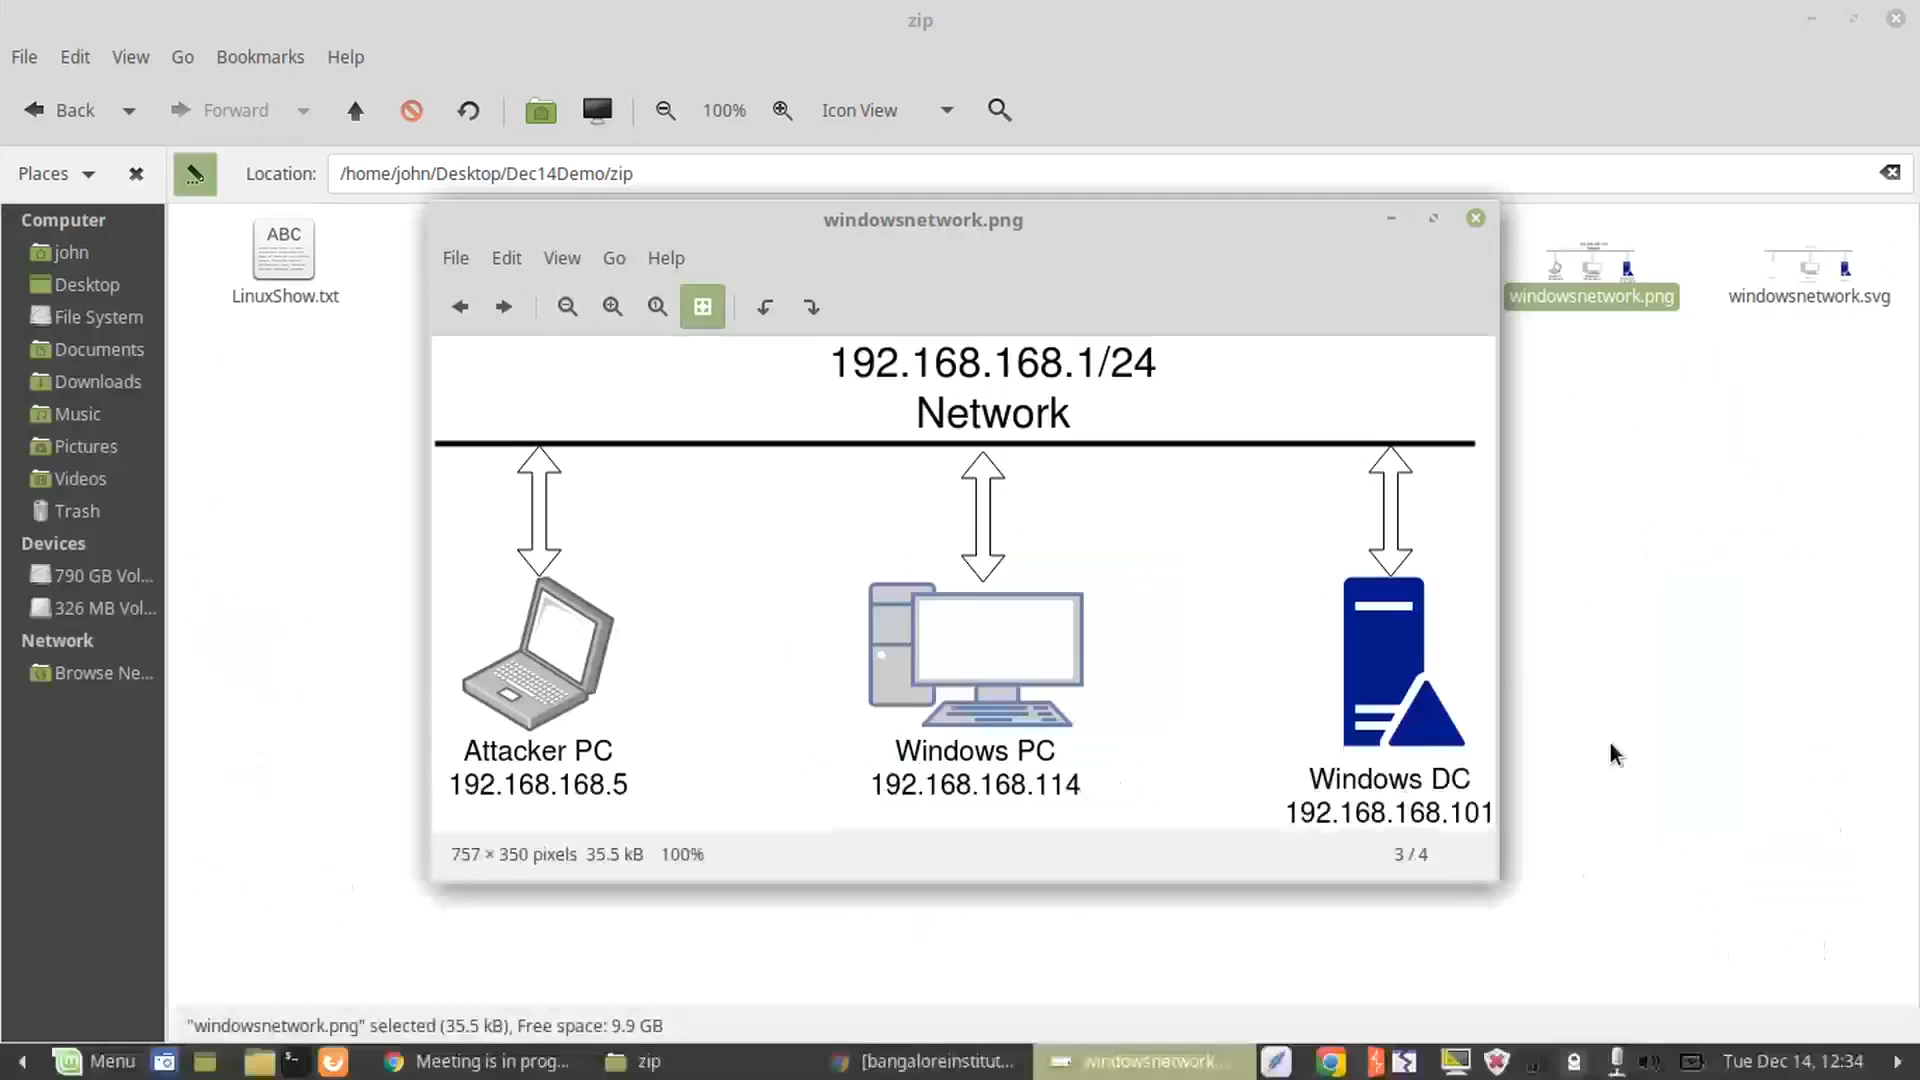 zip
File Edit View Go Bookmarks Help
Back Forward 100% Icon View
Places Location: /home/john/Desktop/Dec14Demo/zip
Computer
john
Desktop
File System
Documents
Downloads
Music
Pictures
Videos
Trash
Devices
790 GB Vol...
326 MB Vol...
Network
Browse Ne...
ABC
LinuxShow.txt
windowsnetwork.png
windowsnetwork.svg
windowsnetwork.png
File Edit View Go Help
192.168.168.1/24
Network
Attacker PC
192.168.168.5
Windows PC
192.168.168.114
Windows DC
192.168.168.101
757 × 350 pixels 35.5 kB 100% 3 / 4
"windowsnetwork.png" selected (35.5 kB), Free space: 9.9 GB
Menu Meeting is in prog... zip [bangaloreinstitut... windowsnetwork... Tue Dec 14, 12:34